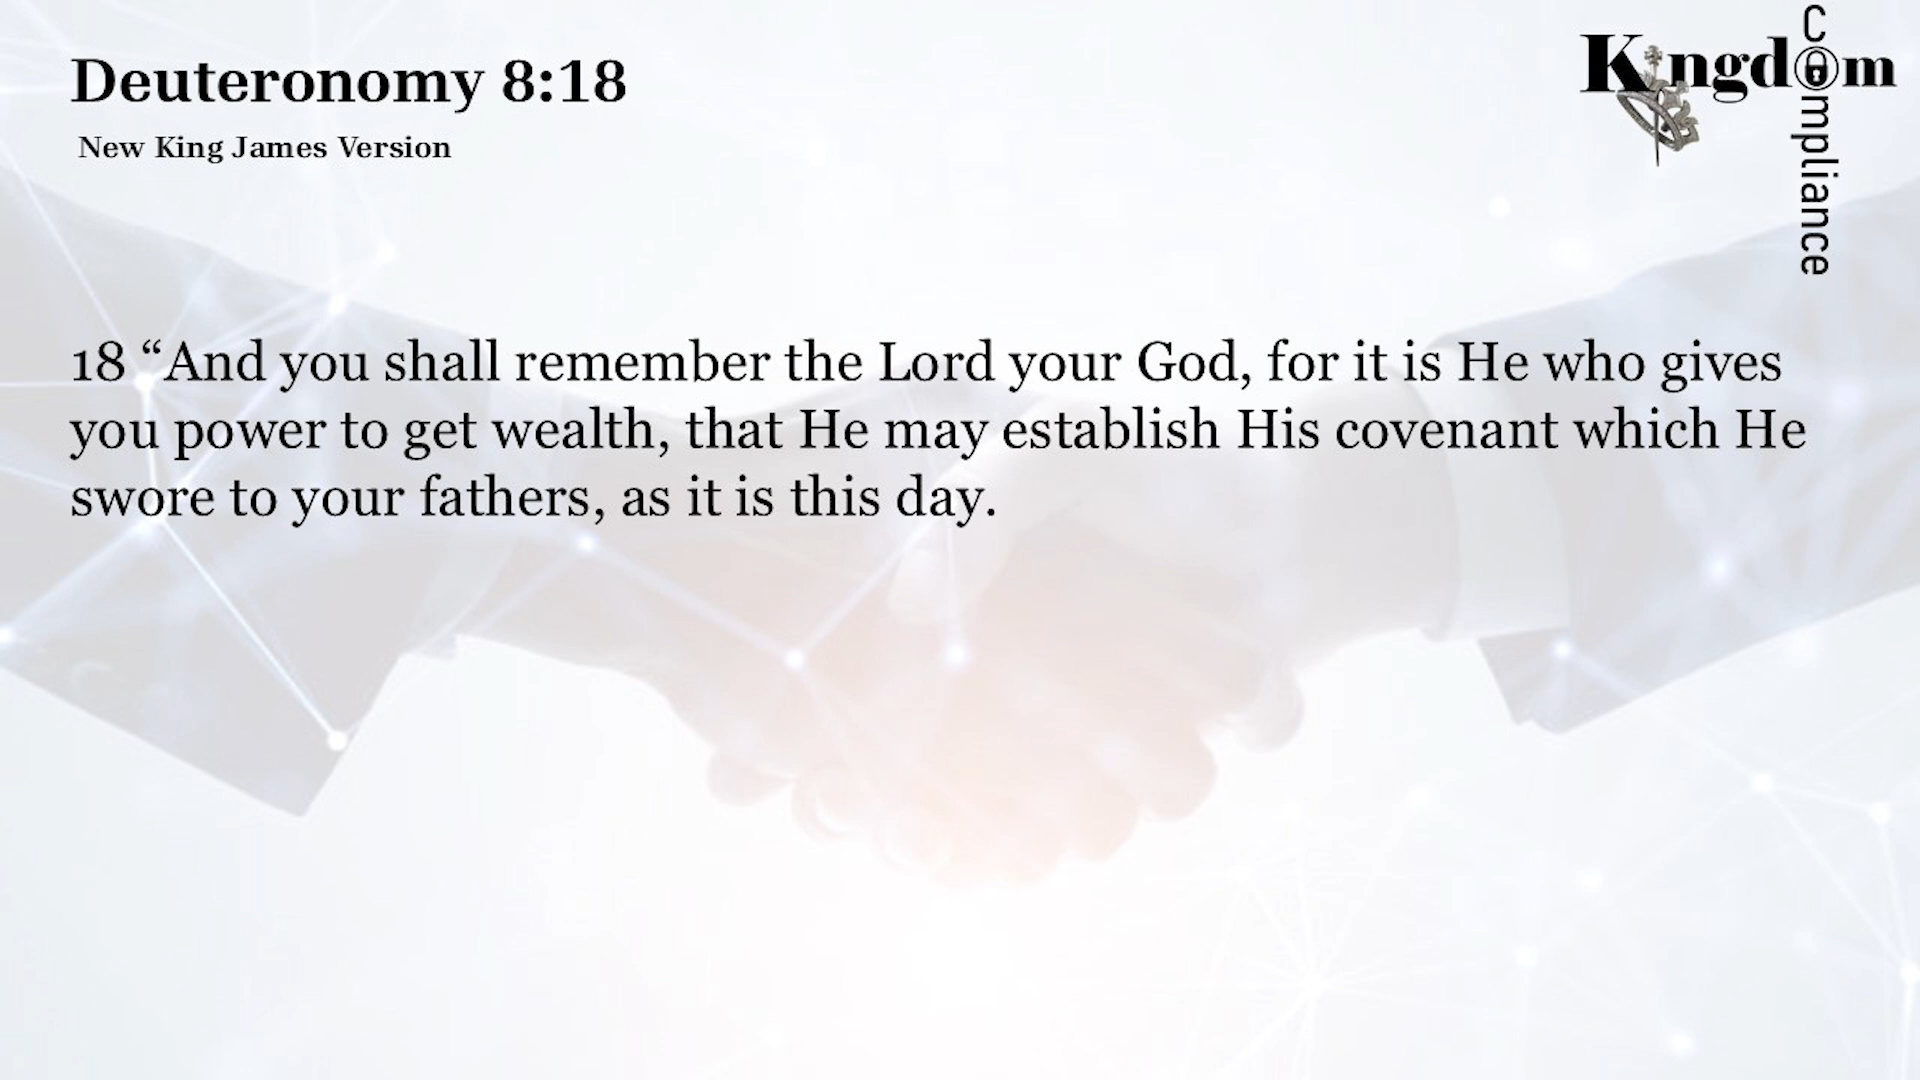 Deuteronomy 8:18
New King James Version
Kingdom
Compliance
18 “And you shall remember the Lord your God, for it is He who gives
you power to get wealth, that He may establish His covenant which He
swore to your fathers, as it is this day.